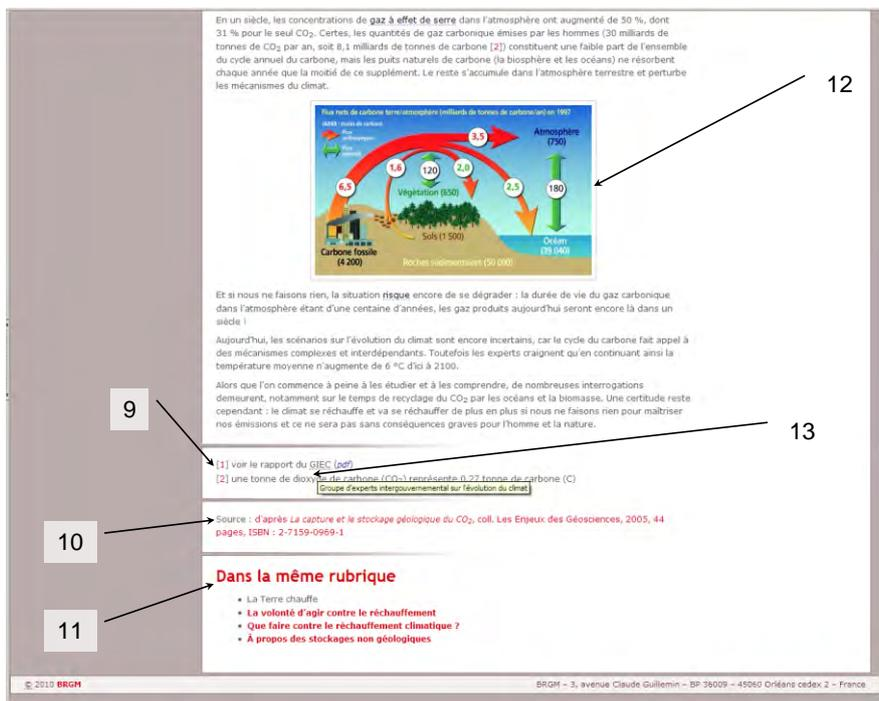 En un siècle, les concentrations de gaz à effet de serre dans l'atmosphère ont augmenté de 50 %, dont
31 % pour le seul CO2. Certes, les quantités de gaz carbonique émises par les hommes (30 milliards de
tonnes de CO2 par an, soit 8,1 milliards de tonnes de carbone [2]) constituent une faible part de l'ensemble
du cycle annuel du carbone, mais les puits naturels de carbone (la biosphère et les océans) ne résorbent
chaque année que la moitié de ce supplément. Le reste s'accumule dans l'atmosphère terrestre et perturbe
les mécanismes du climat.
12
Flux nets de carbone terre/atmosphère (milliards de tonnes de carbone/an) en 1997
Flux
Flux
3,5
Atmosphère
(750)
1,6
120
2,0
6,5
2,5
180
Végétation (650)
Sols (1 500)
Carbone fossile
(4 200)
Océan
(39 040)
Roches sédimentaires (50 000)
Et si nous ne faisons rien, la situation risque encore de se dégrader : la durée de vie du gaz carbonique
dans l'atmosphère étant d'une centaine d'années, les gaz produits aujourd'hui seront encore là dans un
siècle !
Aujourd'hui, les scénarios sur l'évolution du climat sont encore incertains, car le cycle du carbone fait appel à
des mécanismes complexes et interdépendants. Toutefois les experts craignent qu'en continuant ainsi la
température moyenne n'augmente de 6 °C d'ici à 2100.
Alors que l'on commence à peine à les étudier et à les comprendre, de nombreuses interrogations
demeurent, notamment sur le temps de recyclage du CO2 par les océans et la biomasse. Une certitude reste
cependant : le climat se réchauffe et va se réchauffer de plus en plus si nous ne faisons rien pour maîtriser
nos émissions et ce ne sera pas sans conséquences graves pour l'homme et la nature.
9
13
[1] voir le rapport du GIEC (pdf)
[2] une tonne de dioxyde de carbone (CO2) représente 0,27 tonne de carbone (C)
Groupe d'experts intergouvernemental sur l'évolution du climat
10
Source : d'après La capture et le stockage géologique du CO2, coll. Les Enjeux des Géosciences, 2005, 44
pages, ISBN : 2-7159-0969-1
11
Dans la même rubrique
• La Terre chauffe
• La volonté d'agir contre le réchauffement
• Que faire contre le réchauffement climatique ?
• À propos des stockages non géologiques
© 2010 BRGM
BRGM – 3, avenue Claude Guillemin – BP 36009 – 45060 Orléans cedex 2 – France